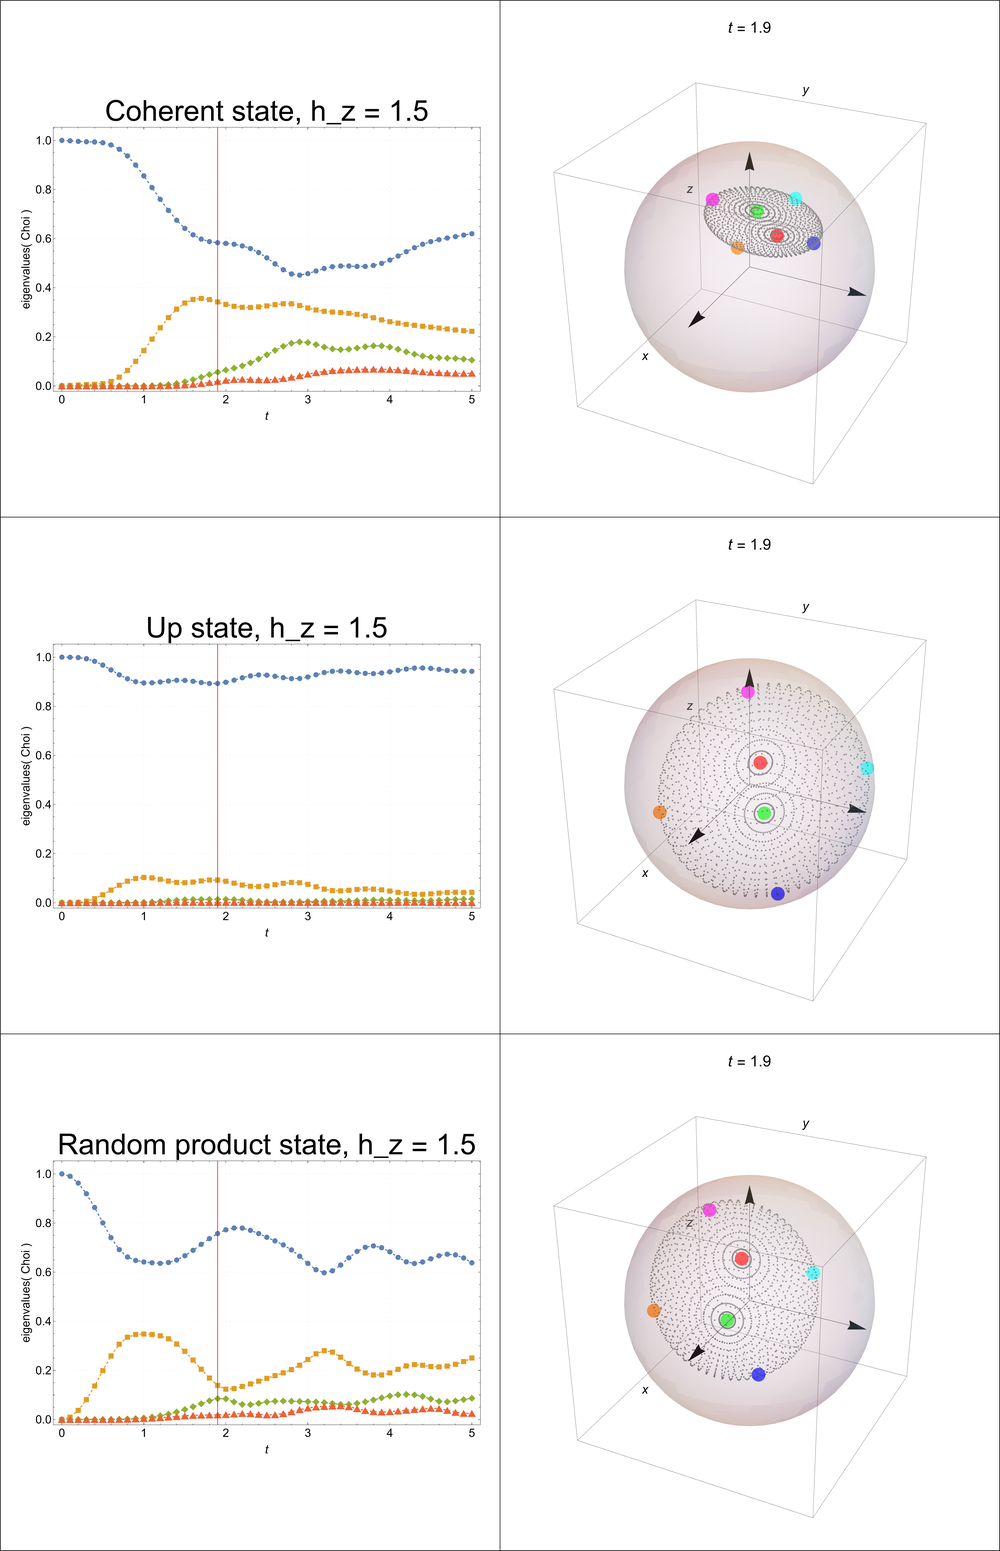 t = 1.9
Coherent state, h_z = 1.5
eigenvalues( Choi )
1.0
0.8
0.6
0.4
0.2
0.0
0 1 2 3 4 5
t
y
z
x
t = 1.9
Up state, h_z = 1.5
eigenvalues( Choi )
1.0
0.8
0.6
0.4
0.2
0.0
0 1 2 3 4 5
t
y
z
x
t = 1.9
Random product state, h_z = 1.5
eigenvalues( Choi )
1.0
0.8
0.6
0.4
0.2
0.0
0 1 2 3 4 5
t
y
z
x